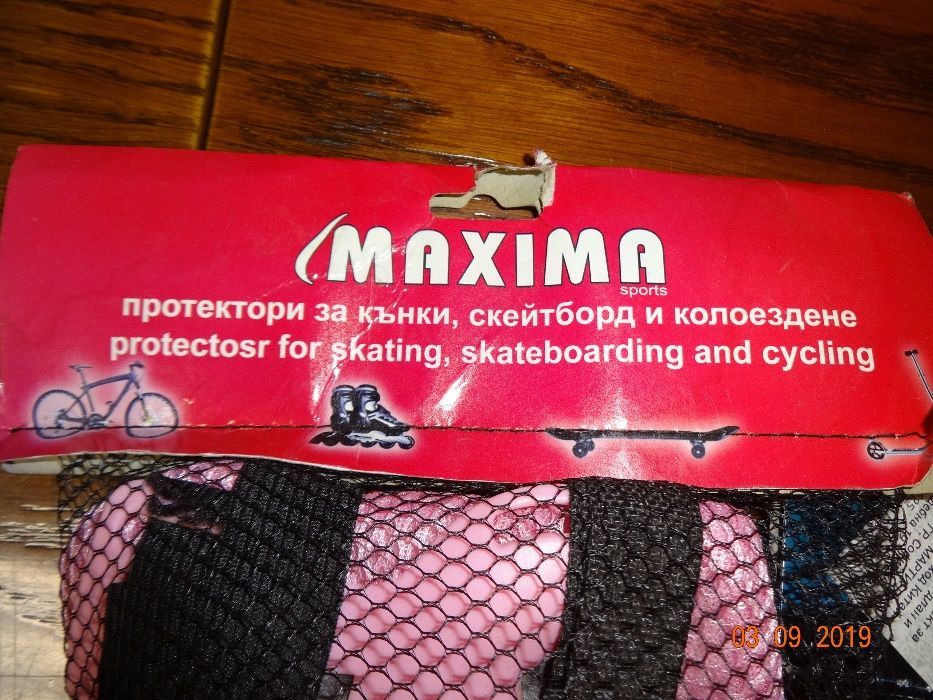 MAXIMA
sports
протектори за кънки, скейтборд и колоездене
protectosr for skating, skateboarding and cycling
03 09 2019